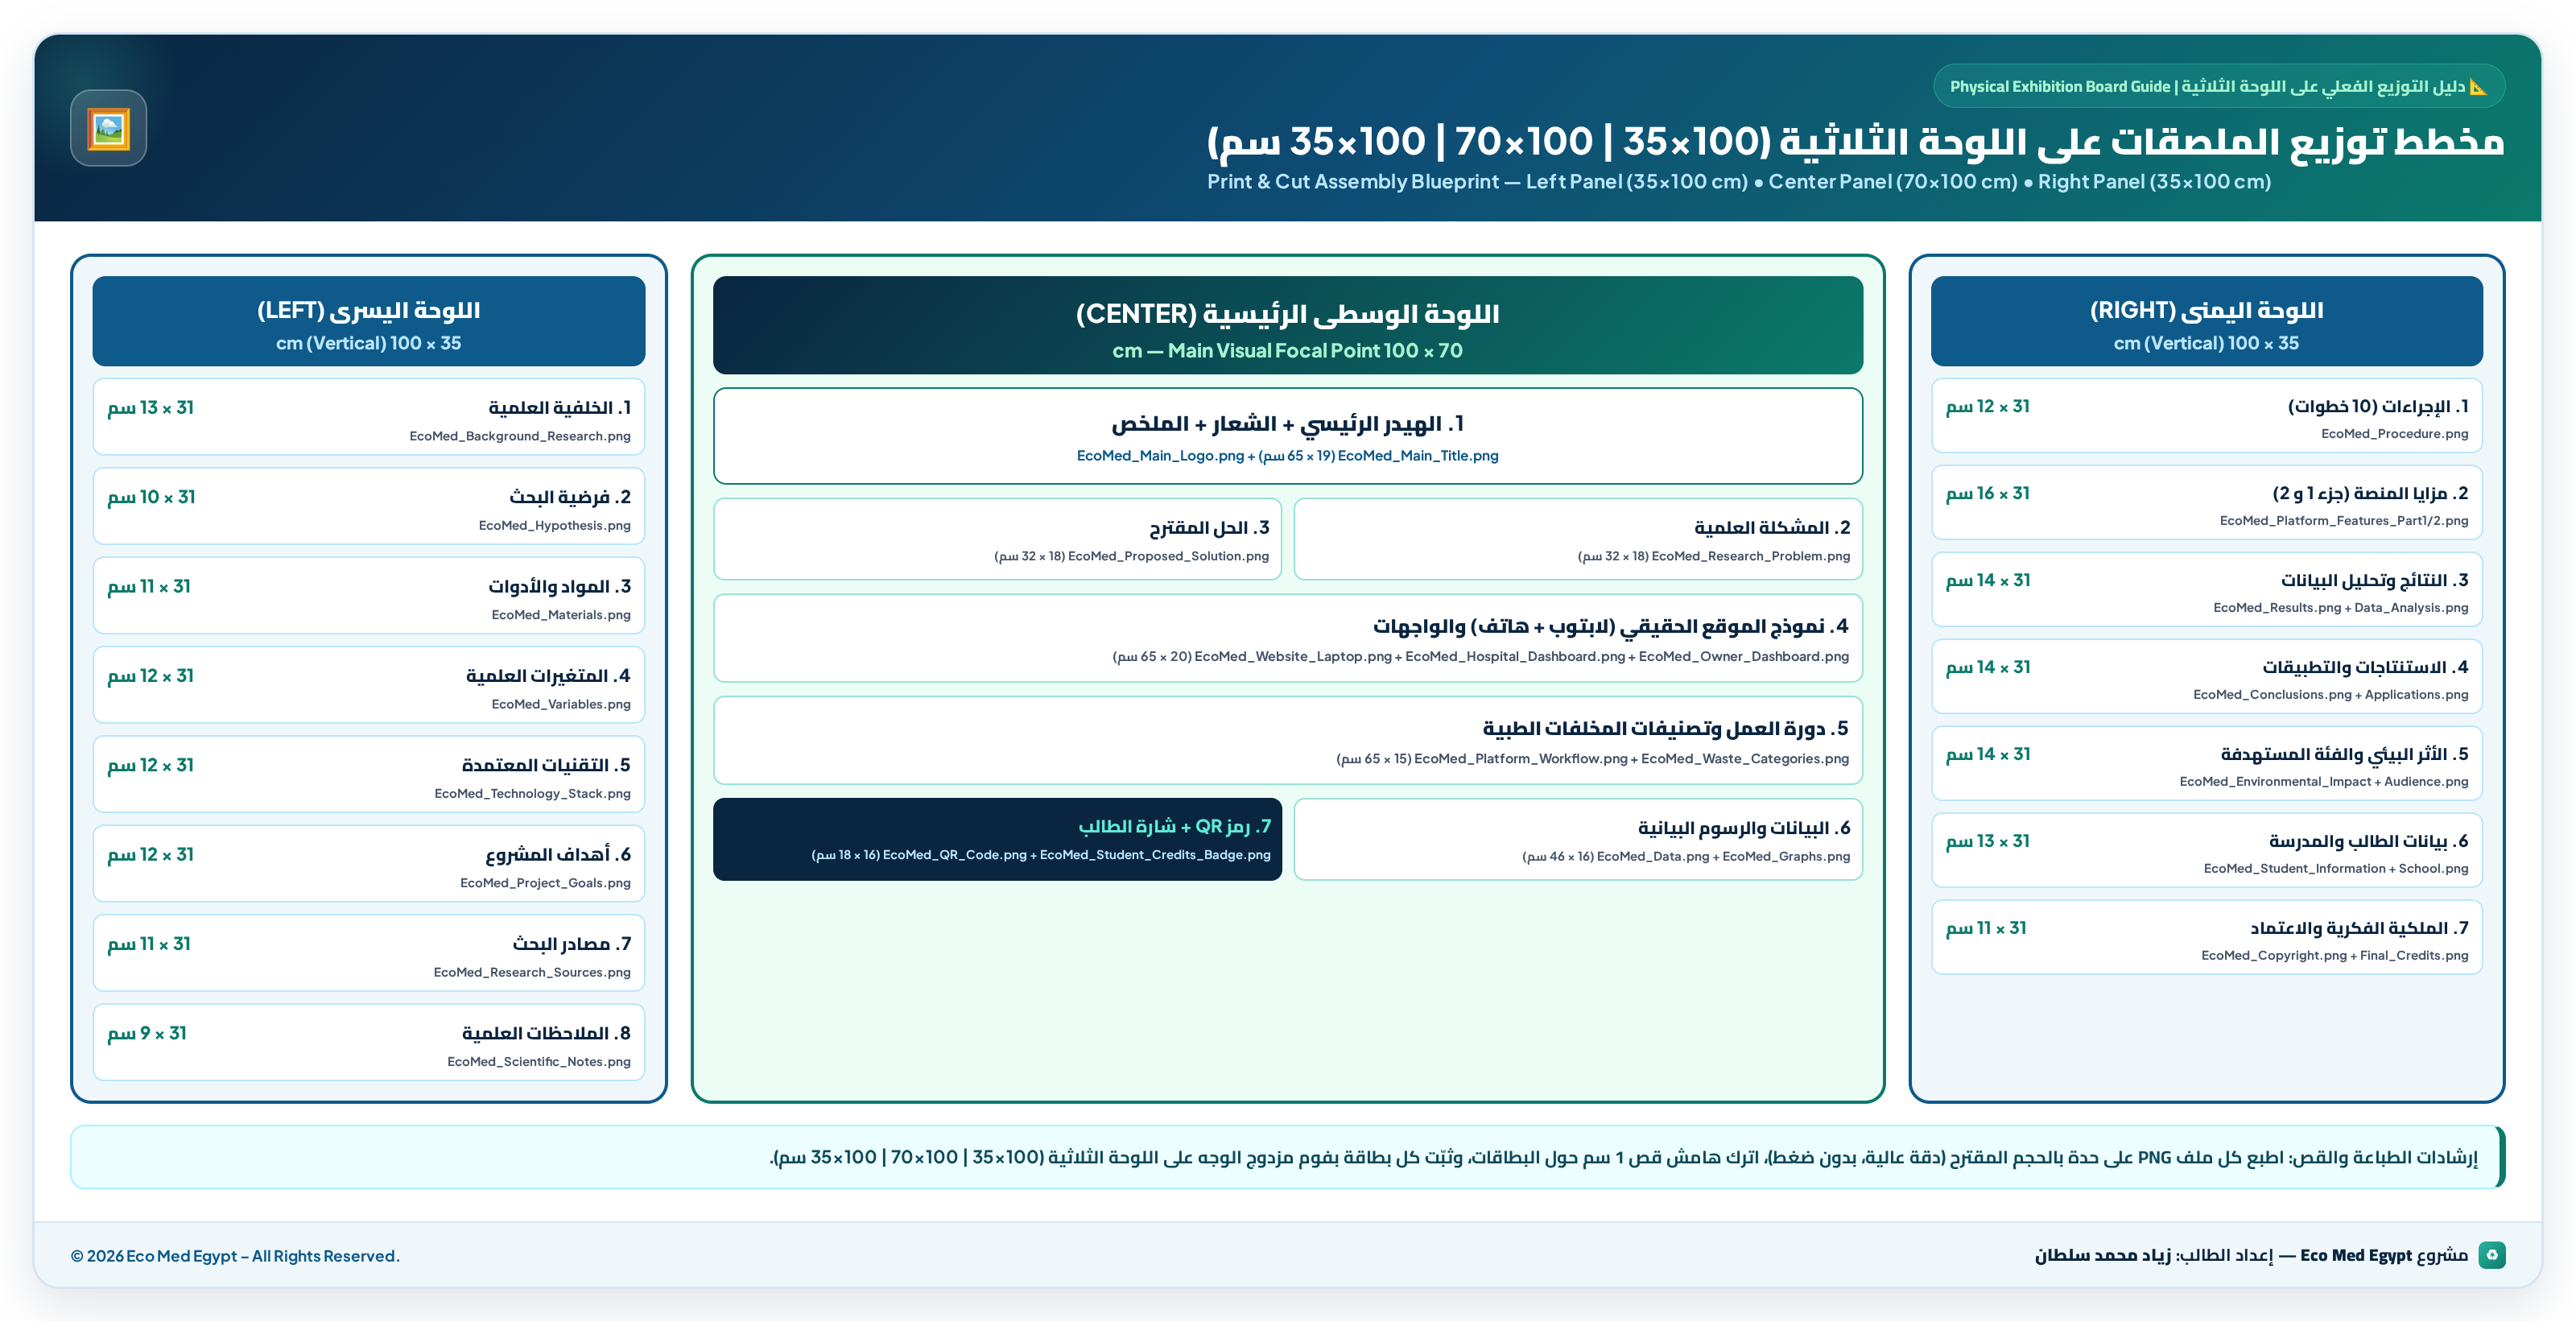 📐 دليل التوزيع الفعلي على اللوحة الثلاثية | Physical Exhibition Board Guide
مخطط توزيع الملصقات على اللوحة الثلاثية (100×35 | 100×70 | 100×35 سم)
Print & Cut Assembly Blueprint — Left Panel (35×100 cm) • Center Panel (70×100 cm) • Right Panel (35×100 cm)
اللوحة اليمنى (RIGHT)
35 × 100 cm (Vertical)
1. الإجراءات (10 خطوات)
31 × 12 سم
EcoMed_Procedure.png
2. مزايا المنصة (جزء 1 و 2)
31 × 16 سم
EcoMed_Platform_Features_Part1/2.png
3. النتائج وتحليل البيانات
31 × 14 سم
EcoMed_Results.png + Data_Analysis.png
4. الاستنتاجات والتطبيقات
31 × 14 سم
EcoMed_Conclusions.png + Applications.png
5. الأثر البيئي والفئة المستهدفة
31 × 14 سم
EcoMed_Environmental_Impact + Audience.png
6. بيانات الطالب والمدرسة
31 × 13 سم
EcoMed_Student_Information + School.png
7. الملكية الفكرية والاعتماد
31 × 11 سم
EcoMed_Copyright.png + Final_Credits.png
اللوحة الوسطى الرئيسية (CENTER)
70 × 100 cm — Main Visual Focal Point
1. الهيدر الرئيسي + الشعار + الملخص
EcoMed_Main_Title.png (65 × 19 سم) + EcoMed_Main_Logo.png
2. المشكلة العلمية
EcoMed_Research_Problem.png (32 × 18 سم)
3. الحل المقترح
EcoMed_Proposed_Solution.png (32 × 18 سم)
4. نموذج الموقع الحقيقي (لابتوب + هاتف) والواجهات
EcoMed_Website_Laptop.png + EcoMed_Hospital_Dashboard.png + EcoMed_Owner_Dashboard.png (65 × 20 سم)
5. دورة العمل وتصنيفات المخلفات الطبية
EcoMed_Platform_Workflow.png + EcoMed_Waste_Categories.png (65 × 15 سم)
6. البيانات والرسوم البيانية
EcoMed_Data.png + EcoMed_Graphs.png (46 × 16 سم)
7. رمز QR + شارة الطالب
EcoMed_QR_Code.png + EcoMed_Student_Credits_Badge.png (18 × 16 سم)
اللوحة اليسرى (LEFT)
35 × 100 cm (Vertical)
1. الخلفية العلمية
31 × 13 سم
EcoMed_Background_Research.png
2. فرضية البحث
31 × 10 سم
EcoMed_Hypothesis.png
3. المواد والأدوات
31 × 11 سم
EcoMed_Materials.png
4. المتغيرات العلمية
31 × 12 سم
EcoMed_Variables.png
5. التقنيات المعتمدة
31 × 12 سم
EcoMed_Technology_Stack.png
6. أهداف المشروع
31 × 12 سم
EcoMed_Project_Goals.png
7. مصادر البحث
31 × 11 سم
EcoMed_Research_Sources.png
8. الملاحظات العلمية
31 × 9 سم
EcoMed_Scientific_Notes.png
إرشادات الطباعة والقص: اطبع كل ملف PNG على حدة بالحجم المقترح (دقة عالية، بدون ضغط)، اترك هامش قص 1 سم حول البطاقات، وثبّت كل بطاقة بفوم مزدوج الوجه على اللوحة الثلاثية (100×35 | 100×70 | 100×35 سم).
مشروع Eco Med Egypt — إعداد الطالب: زياد محمد سلطان
© 2026 Eco Med Egypt – All Rights Reserved.